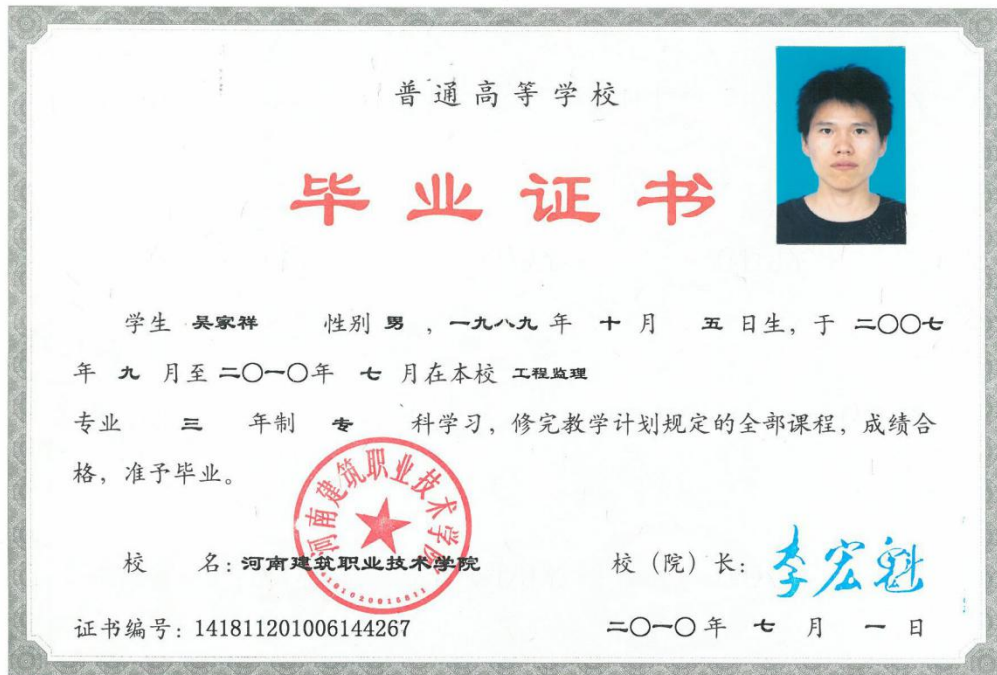 普通高等学校
毕业证书
学生 吴家祥 性别 男 ，一九八九 年 十 月 五 日生，于 二〇〇七
年 九 月至 二〇一〇年 七 月在本校 工程监理
专业 三 年制 专 科学习，修完教学计划规定的全部课程，成绩合
格，准予毕业。
河南建筑职业技术学院
校 名：河南建筑职业技术学院
校（院）长：李宏魁
证书编号：141811201006144267
二〇一〇 年 七 月 一 日